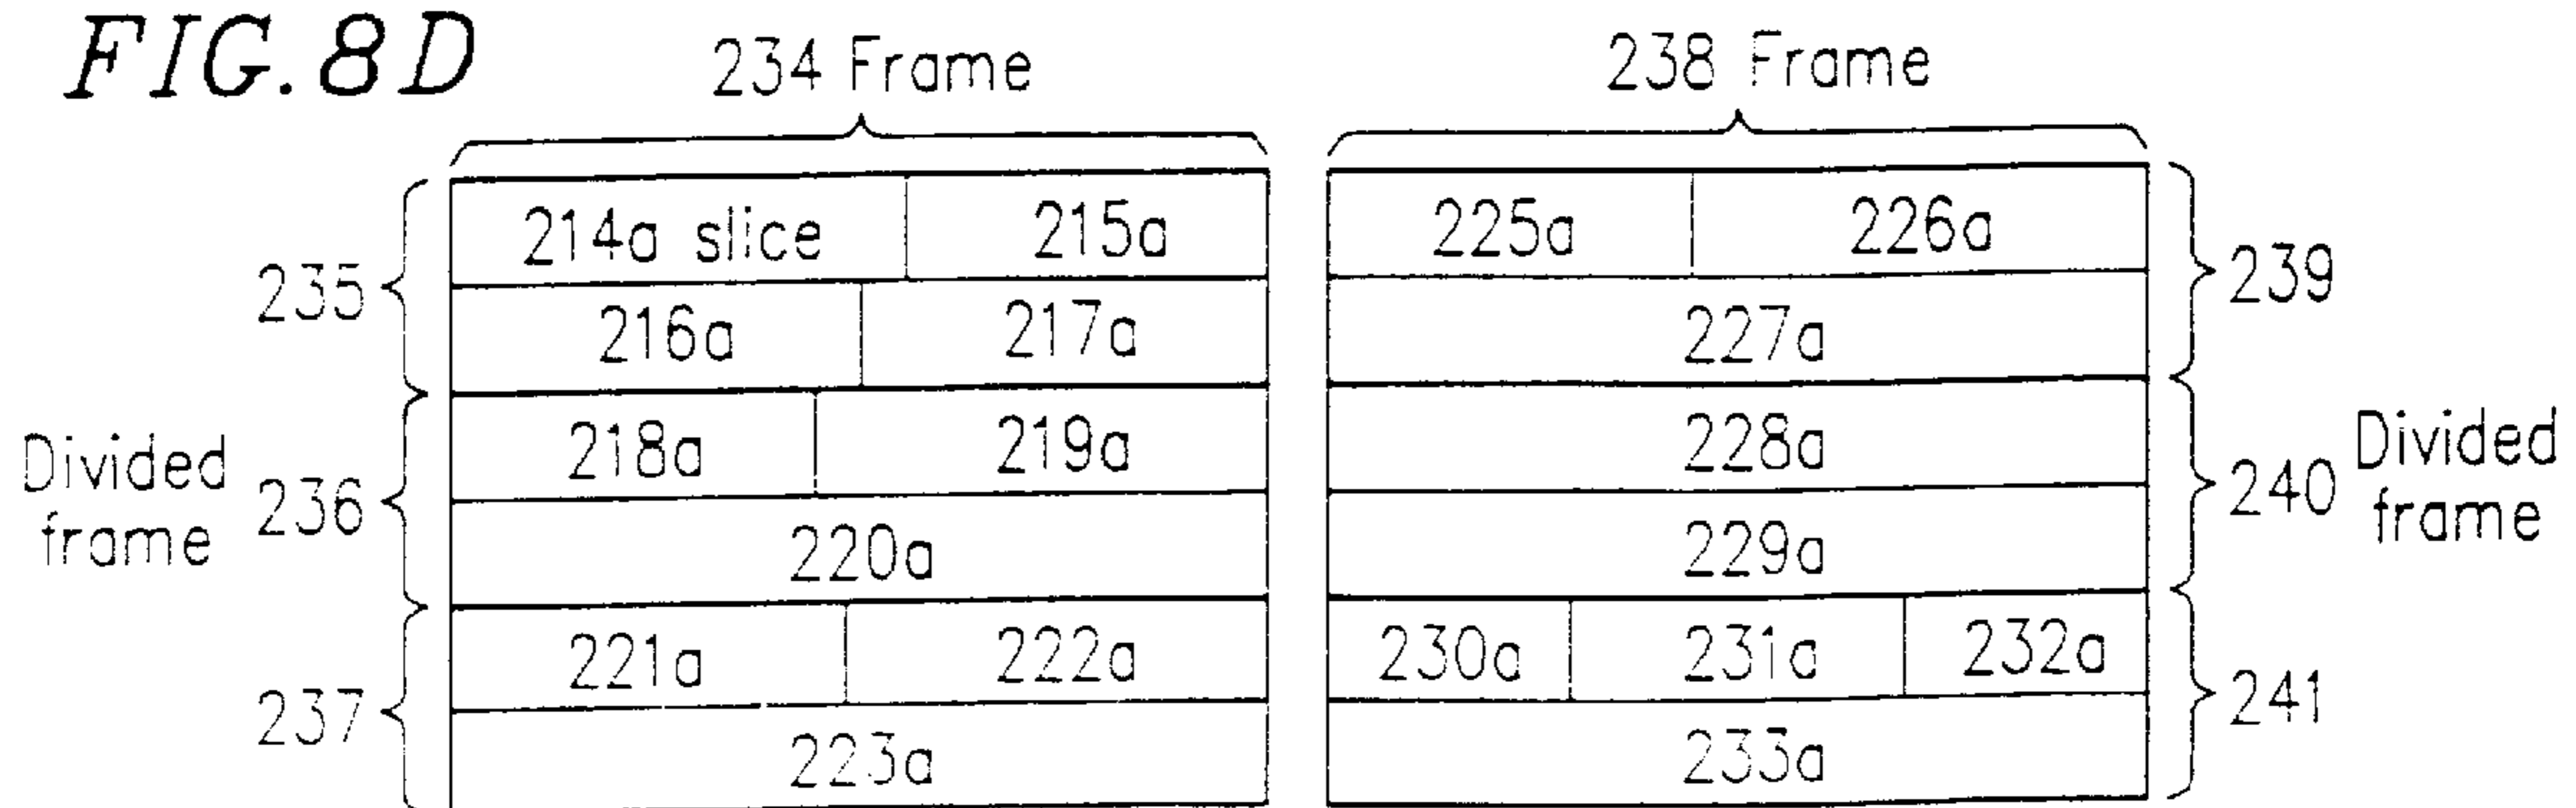 FIG. 8D
234 Frame
238 Frame
214a slice 215a
225a 226a
235
239
216a 217a
227a
218a 219a
228a
Divided frame
236
240
Divided frame
220a
229a
221a 222a
230a 231a 232a
237
241
223a
233a